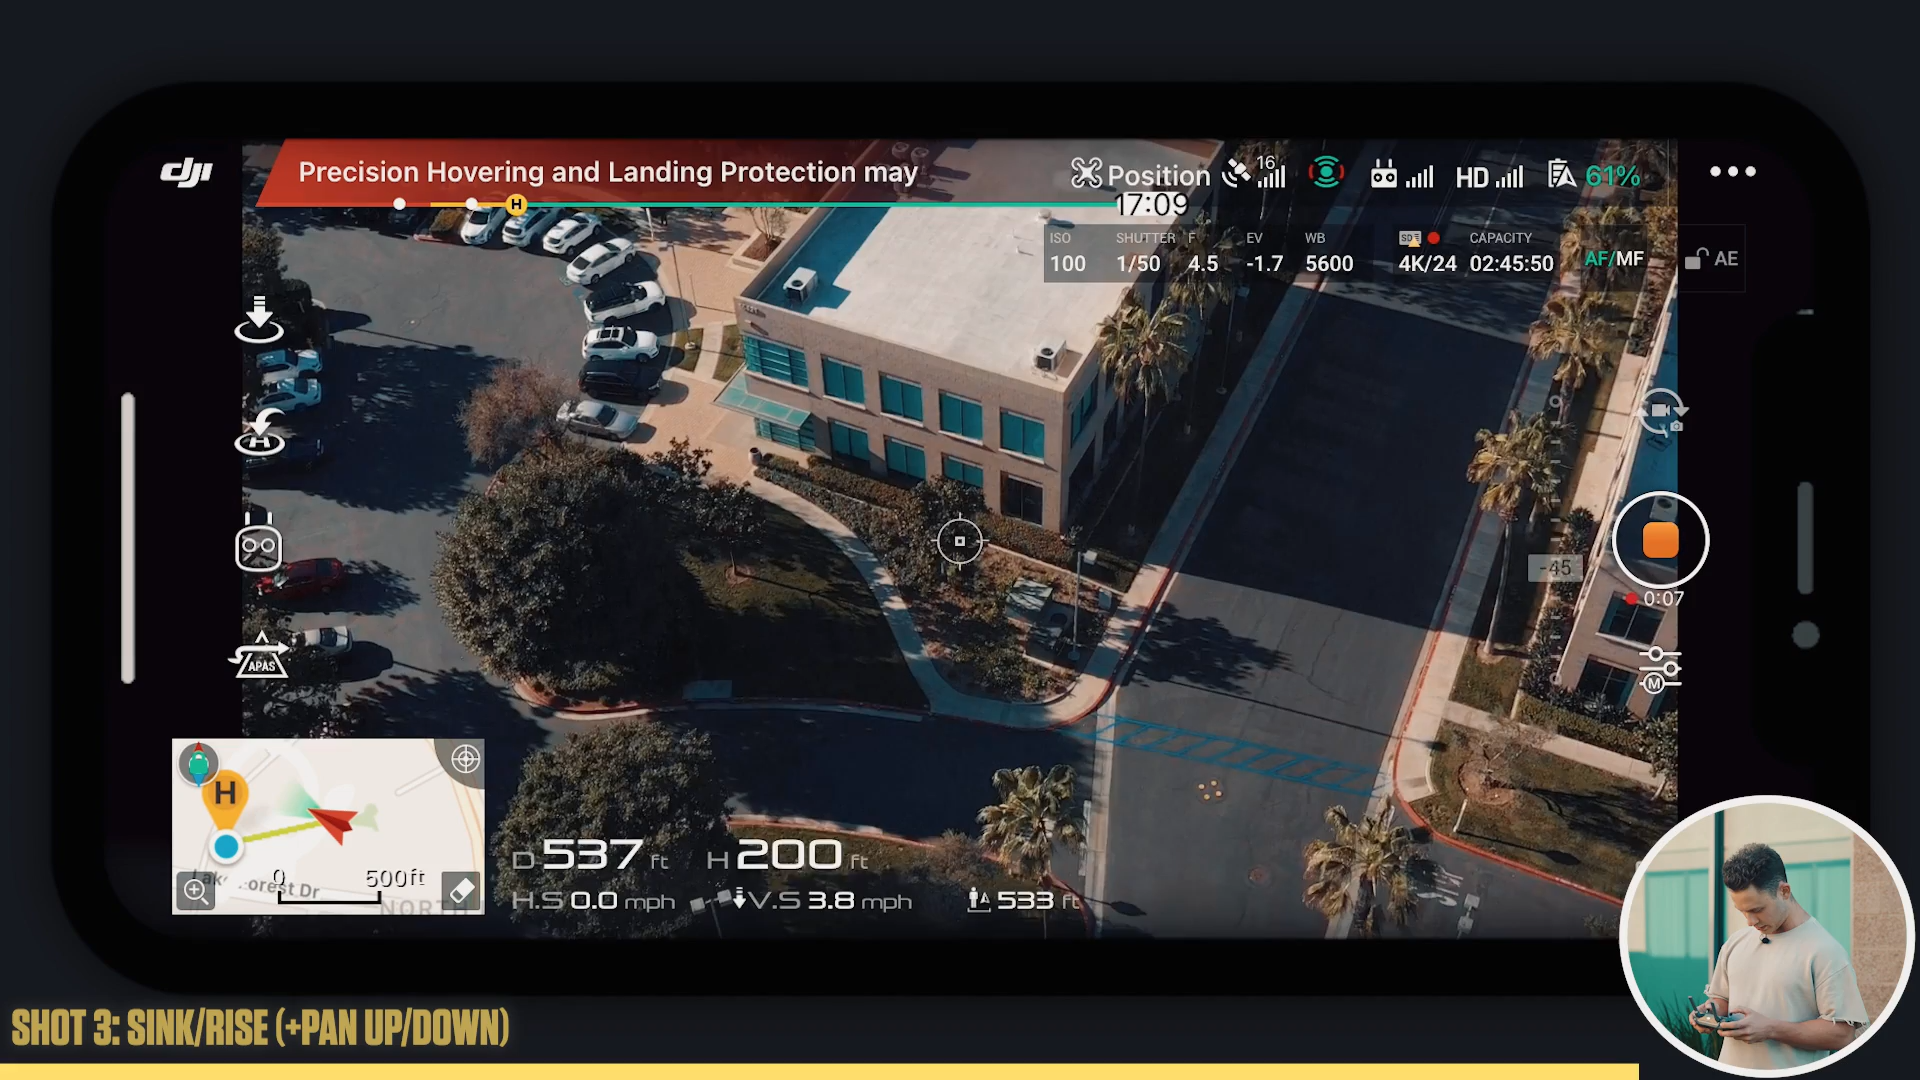 dji
Precision Hovering and Landing Protection may
Position
16
HD
61%
H
17:09
ISO
100
SHUTTER
1/50
F
4.5
EV
-1.7
WB
5600
SD
4K/24
CAPACITY
02:45:50
AF/MF
AE
H
APAS
-45
0:07
M
H
0
500ft
NORTH
D 537 ft
H 200 ft
H.S 0.0 mph
V.S 3.8 mph
533 ft
SHOT 3: SINK/RISE (+PAN UP/DOWN)